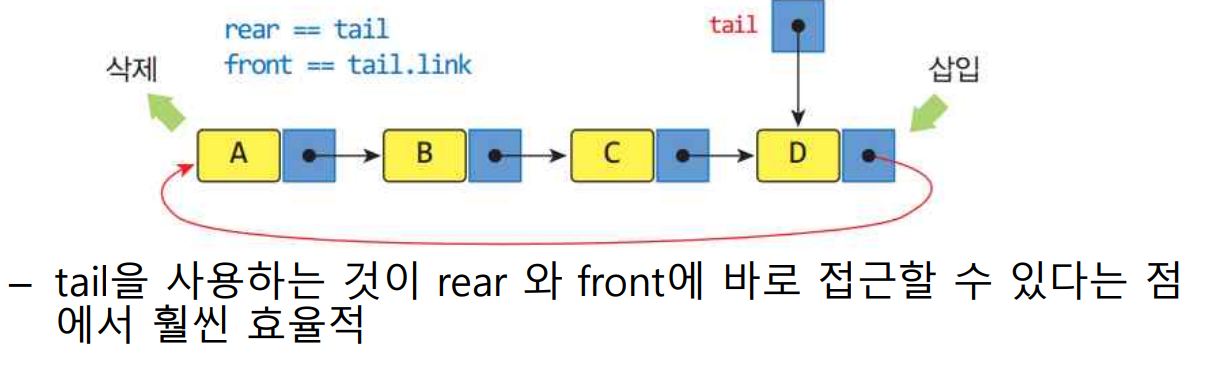 rear == tail
front == tail.link
tail
삭제
삽입
A
B
C
D
– tail을 사용하는 것이 rear 와 front에 바로 접근할 수 있다는 점
에서 훨씬 효율적